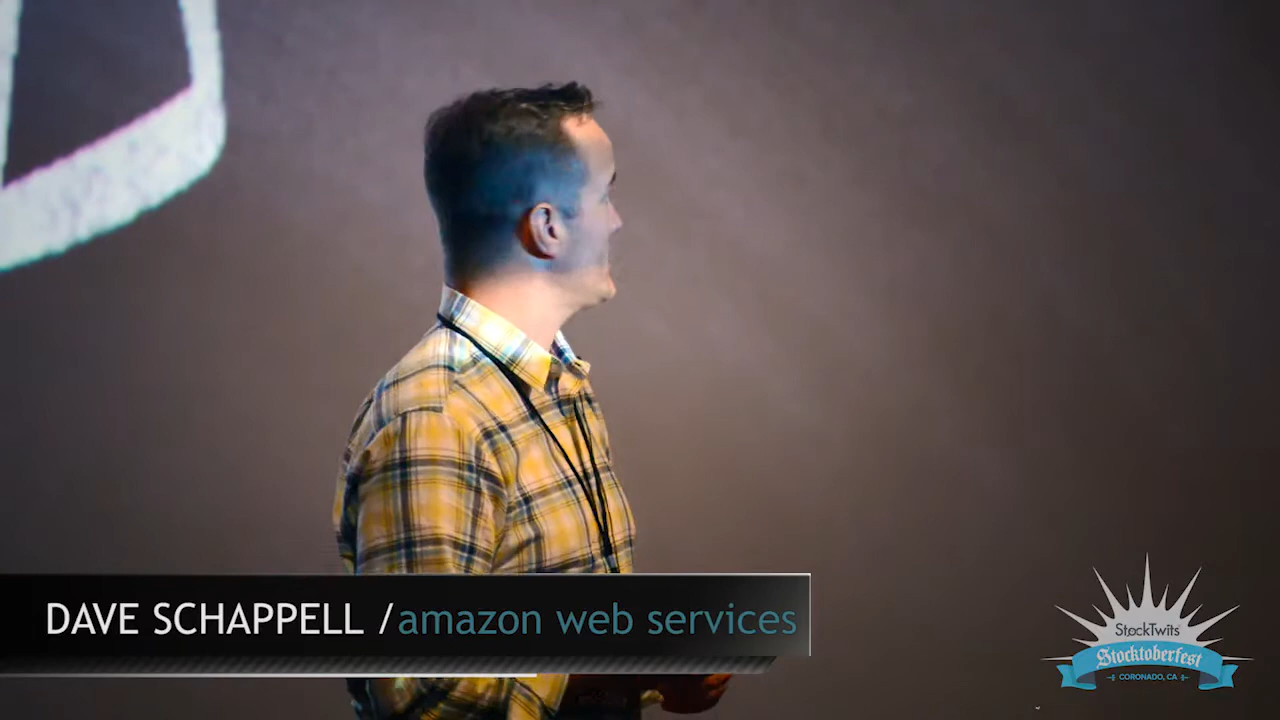 DAVE SCHAPPELL / amazon web services
StockTwits
Stocktoberfest
CORONADO, CA